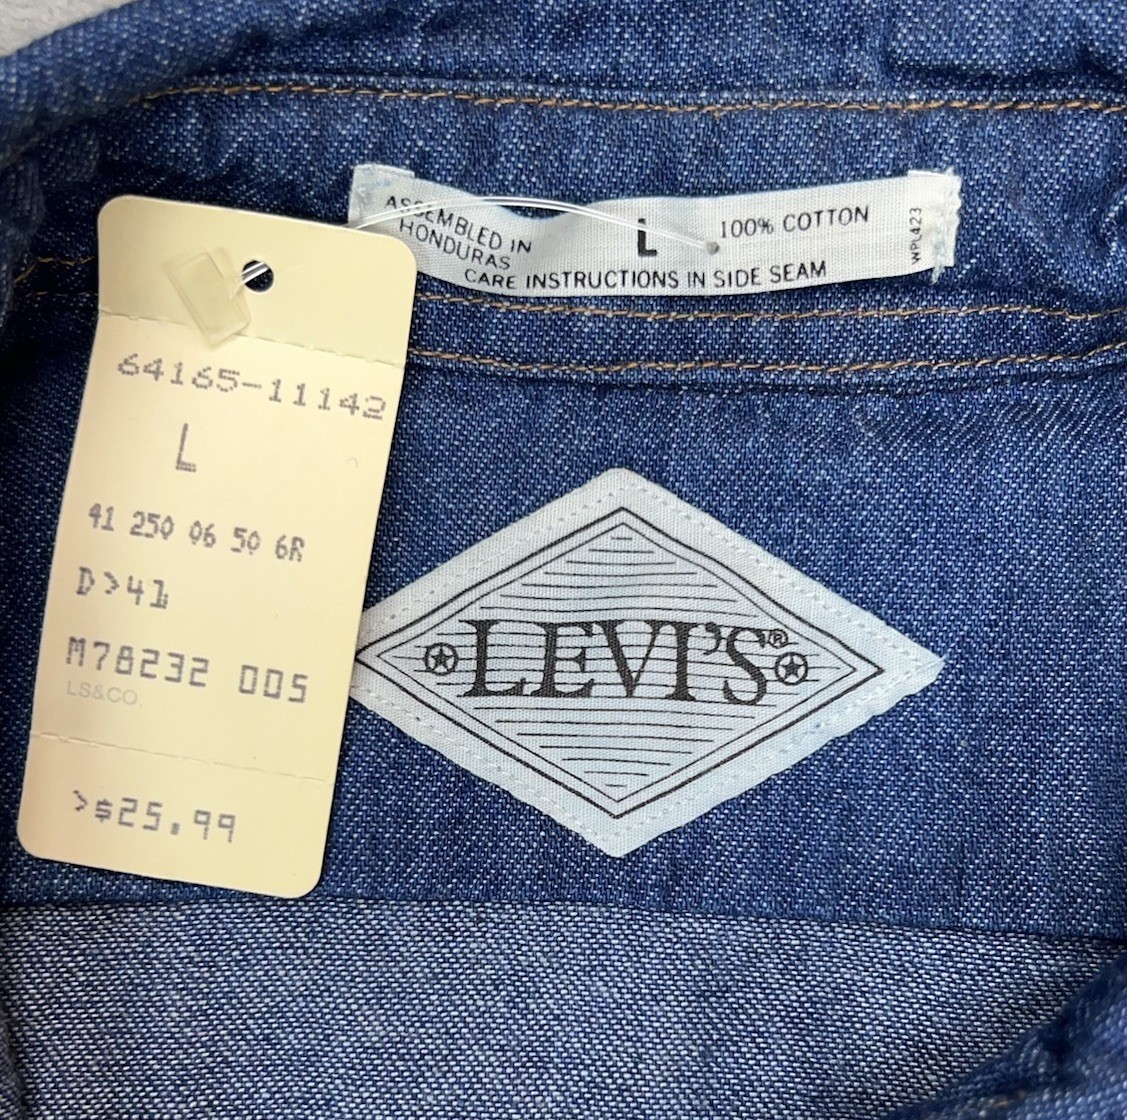 ASSEMBLED IN
HONDURAS
L
100% COTTON
WPL423
CARE INSTRUCTIONS IN SIDE SEAM
64165-11142
L
41 250 06 50 6R
D>41
M78232 005
LS&CO.
>$25.99
LEVI'S®